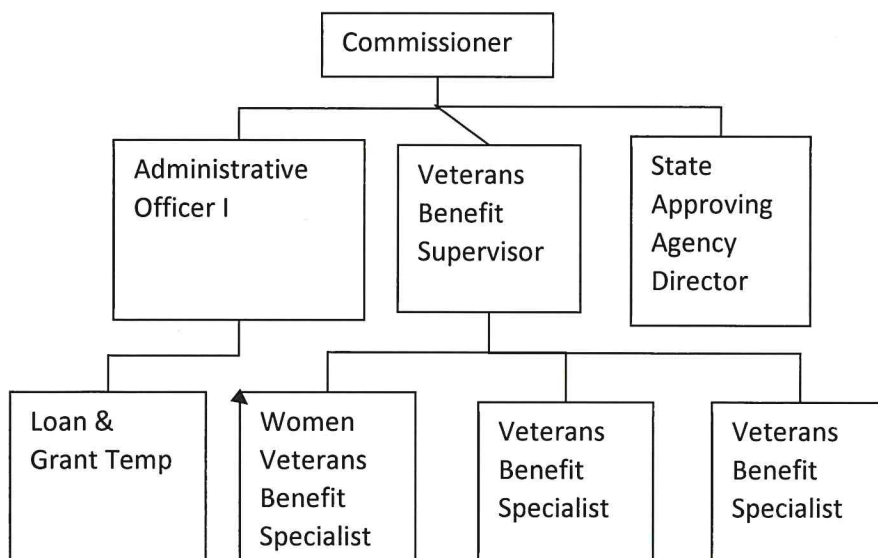 Commissioner
Administrative
Officer I
Veterans
Benefit
Supervisor
State
Approving
Agency
Director
Loan &
Grant Temp
Women
Veterans
Benefit
Specialist
Veterans
Benefit
Specialist
Veterans
Benefit
Specialist